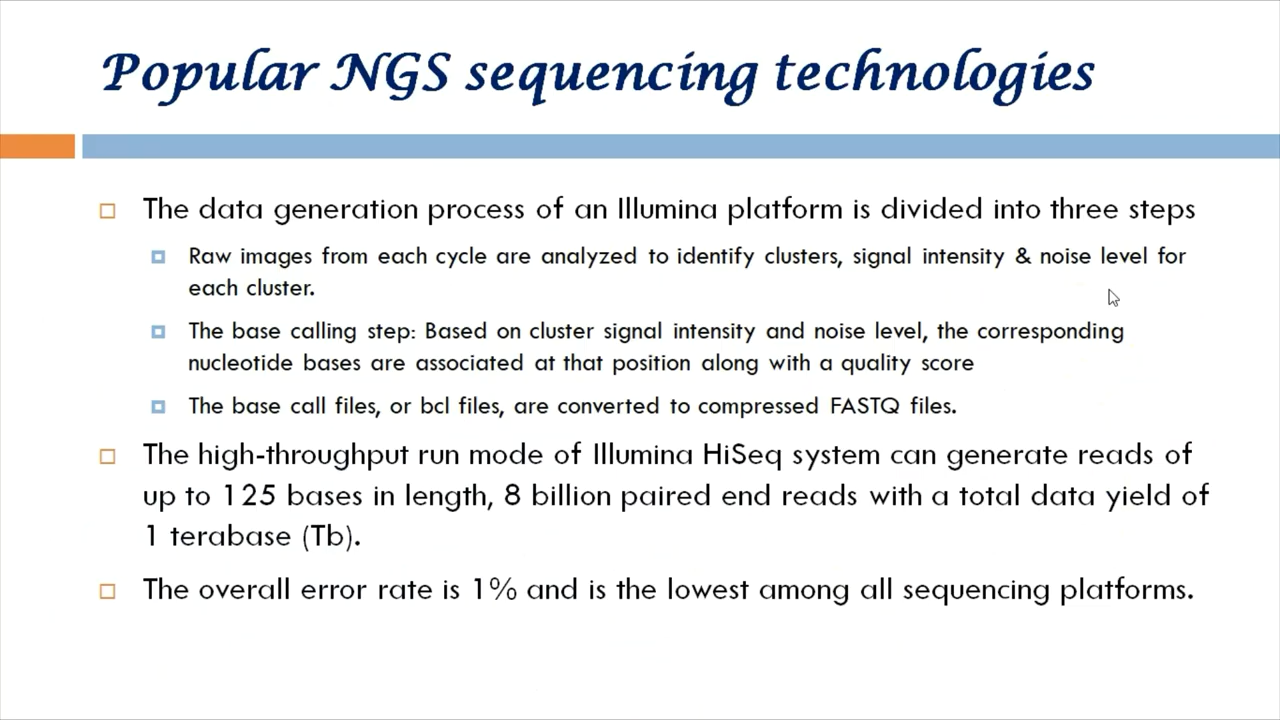 Popular NGS sequencing technologies
The data generation process of an Illumina platform is divided into three steps
Raw images from each cycle are analyzed to identify clusters, signal intensity & noise level for
each cluster.
The base calling step: Based on cluster signal intensity and noise level, the corresponding
nucleotide bases are associated at that position along with a quality score
The base call files, or bcl files, are converted to compressed FASTQ files.
The high-throughput run mode of Illumina HiSeq system can generate reads of
up to 125 bases in length, 8 billion paired end reads with a total data yield of
1 terabase (Tb).
The overall error rate is 1% and is the lowest among all sequencing platforms.